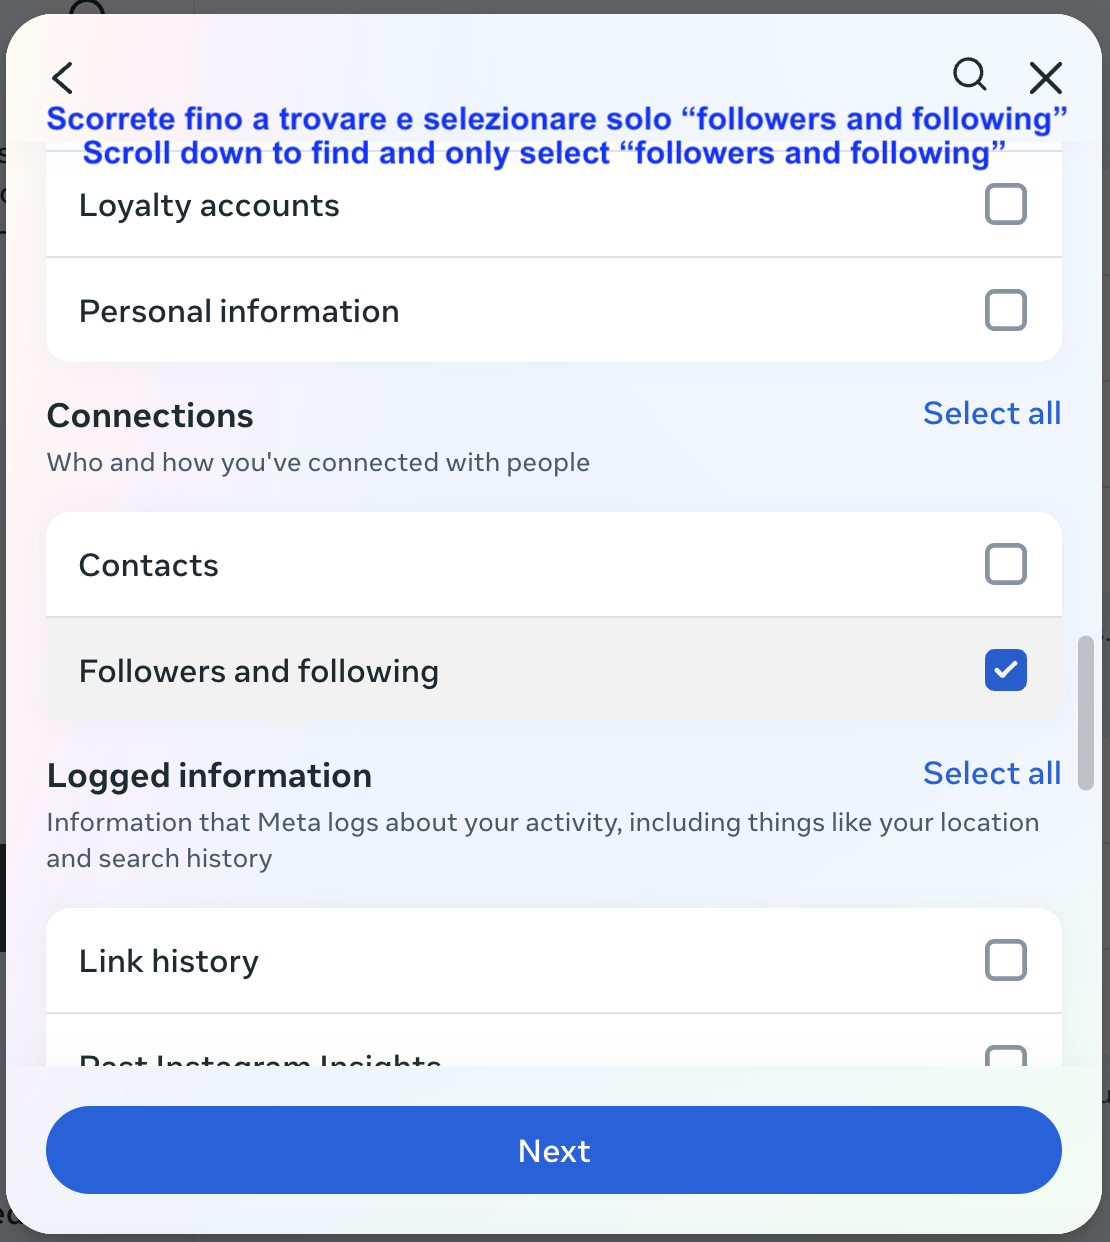 Scorrete fino a trovare e selezionare solo “followers and following”
Scroll down to find and only select “followers and following”
Loyalty accounts
Personal information
Connections
Select all
Who and how you've connected with people
Contacts
Followers and following
Logged information
Select all
Information that Meta logs about your activity, including things like your location
and search history
Link history
Past Instagram Insights
Next